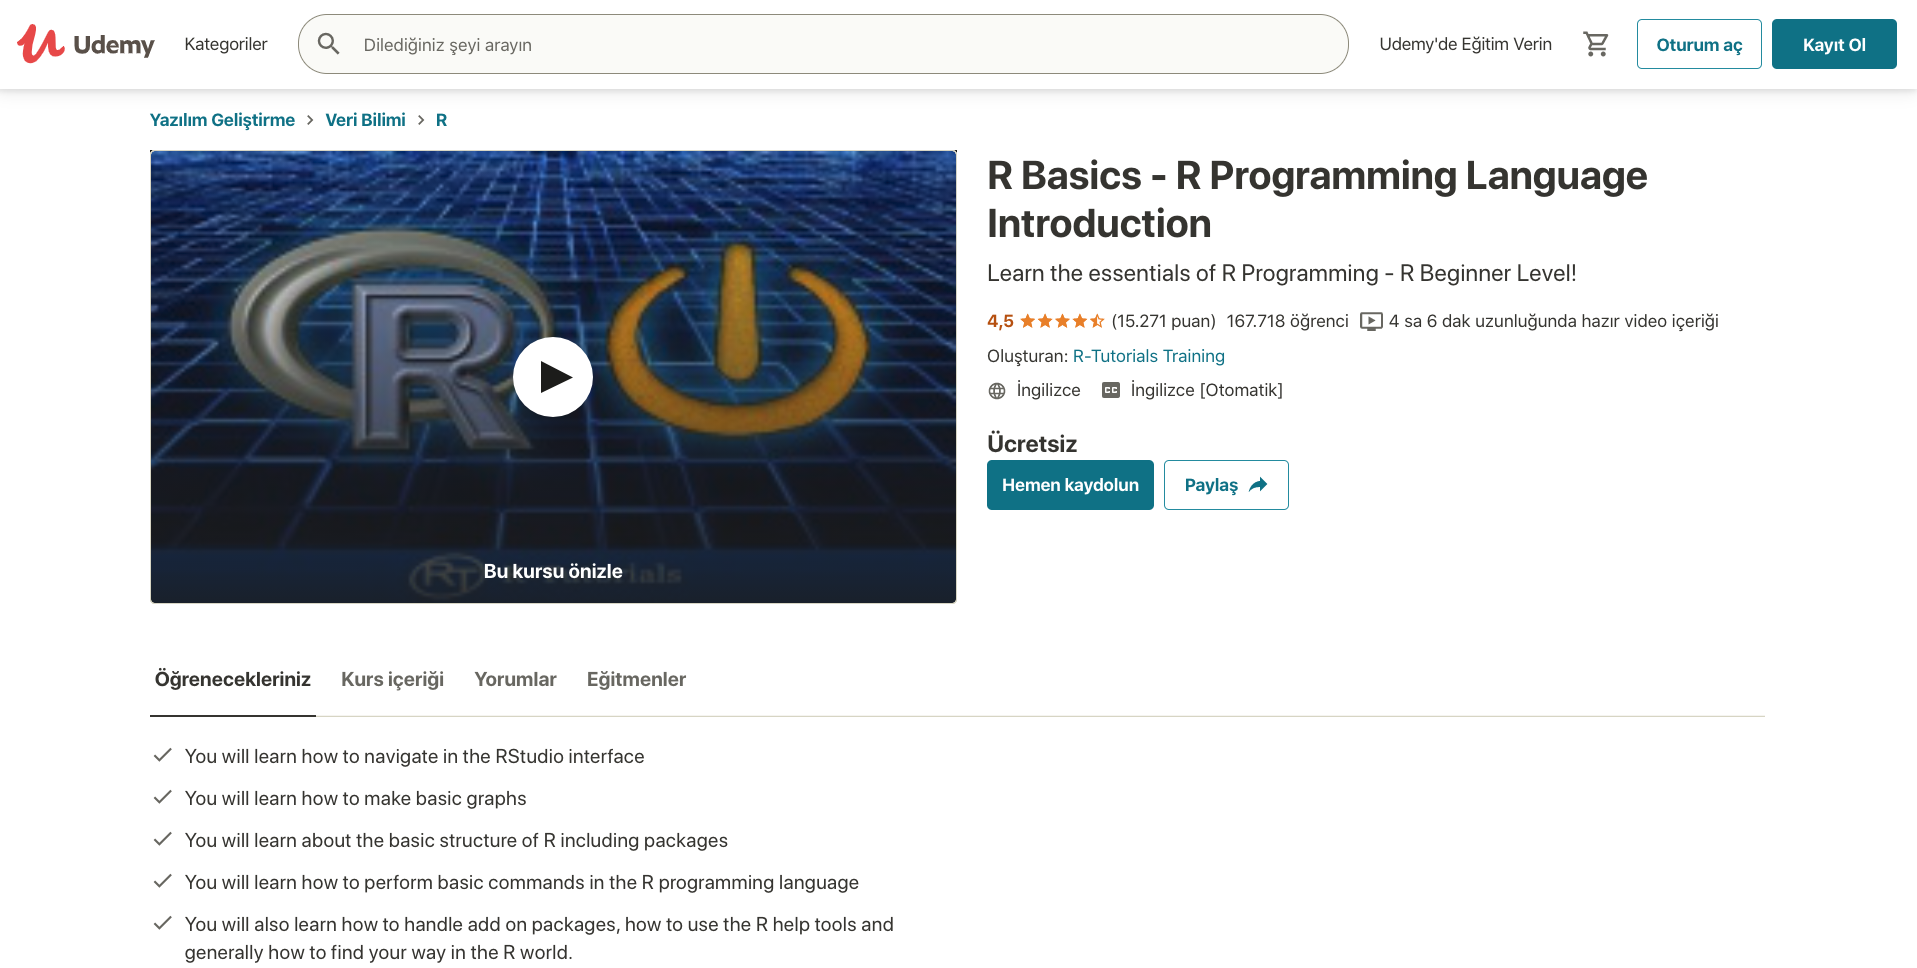 Udemy
Kategoriler
Dilediğiniz şeyi arayın
Udemy'de Eğitim Verin
Oturum aç
Kayıt Ol
Yazılım Geliştirme > Veri Bilimi > R
R
Bu kursu önizle
R Basics - R Programming Language
Introduction
Learn the essentials of R Programming - R Beginner Level!
4,5 (15.271 puan) 167.718 öğrenci 4 sa 6 dak uzunluğunda hazır video içeriği
Oluşturan: R-Tutorials Training
İngilizce CC İngilizce [Otomatik]
Ücretsiz
Hemen kaydolun
Paylaş
Öğrenecekleriniz
Kurs içeriği
Yorumlar
Eğitmenler
You will learn how to navigate in the RStudio interface
You will learn how to make basic graphs
You will learn about the basic structure of R including packages
You will learn how to perform basic commands in the R programming language
You will also learn how to handle add on packages, how to use the R help tools and
generally how to find your way in the R world.